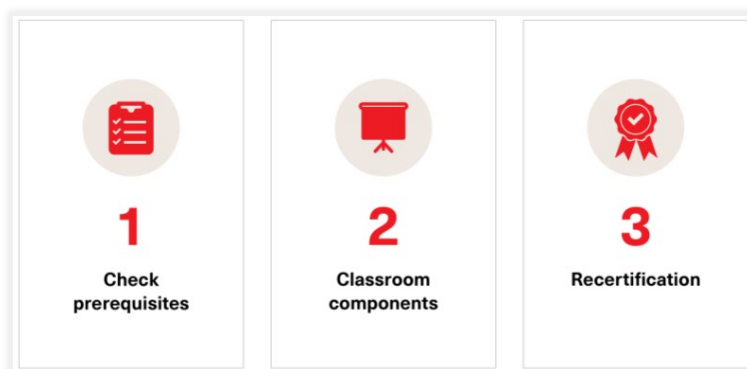 1
Check
prerequisites
2
Classroom
components
3
Recertification